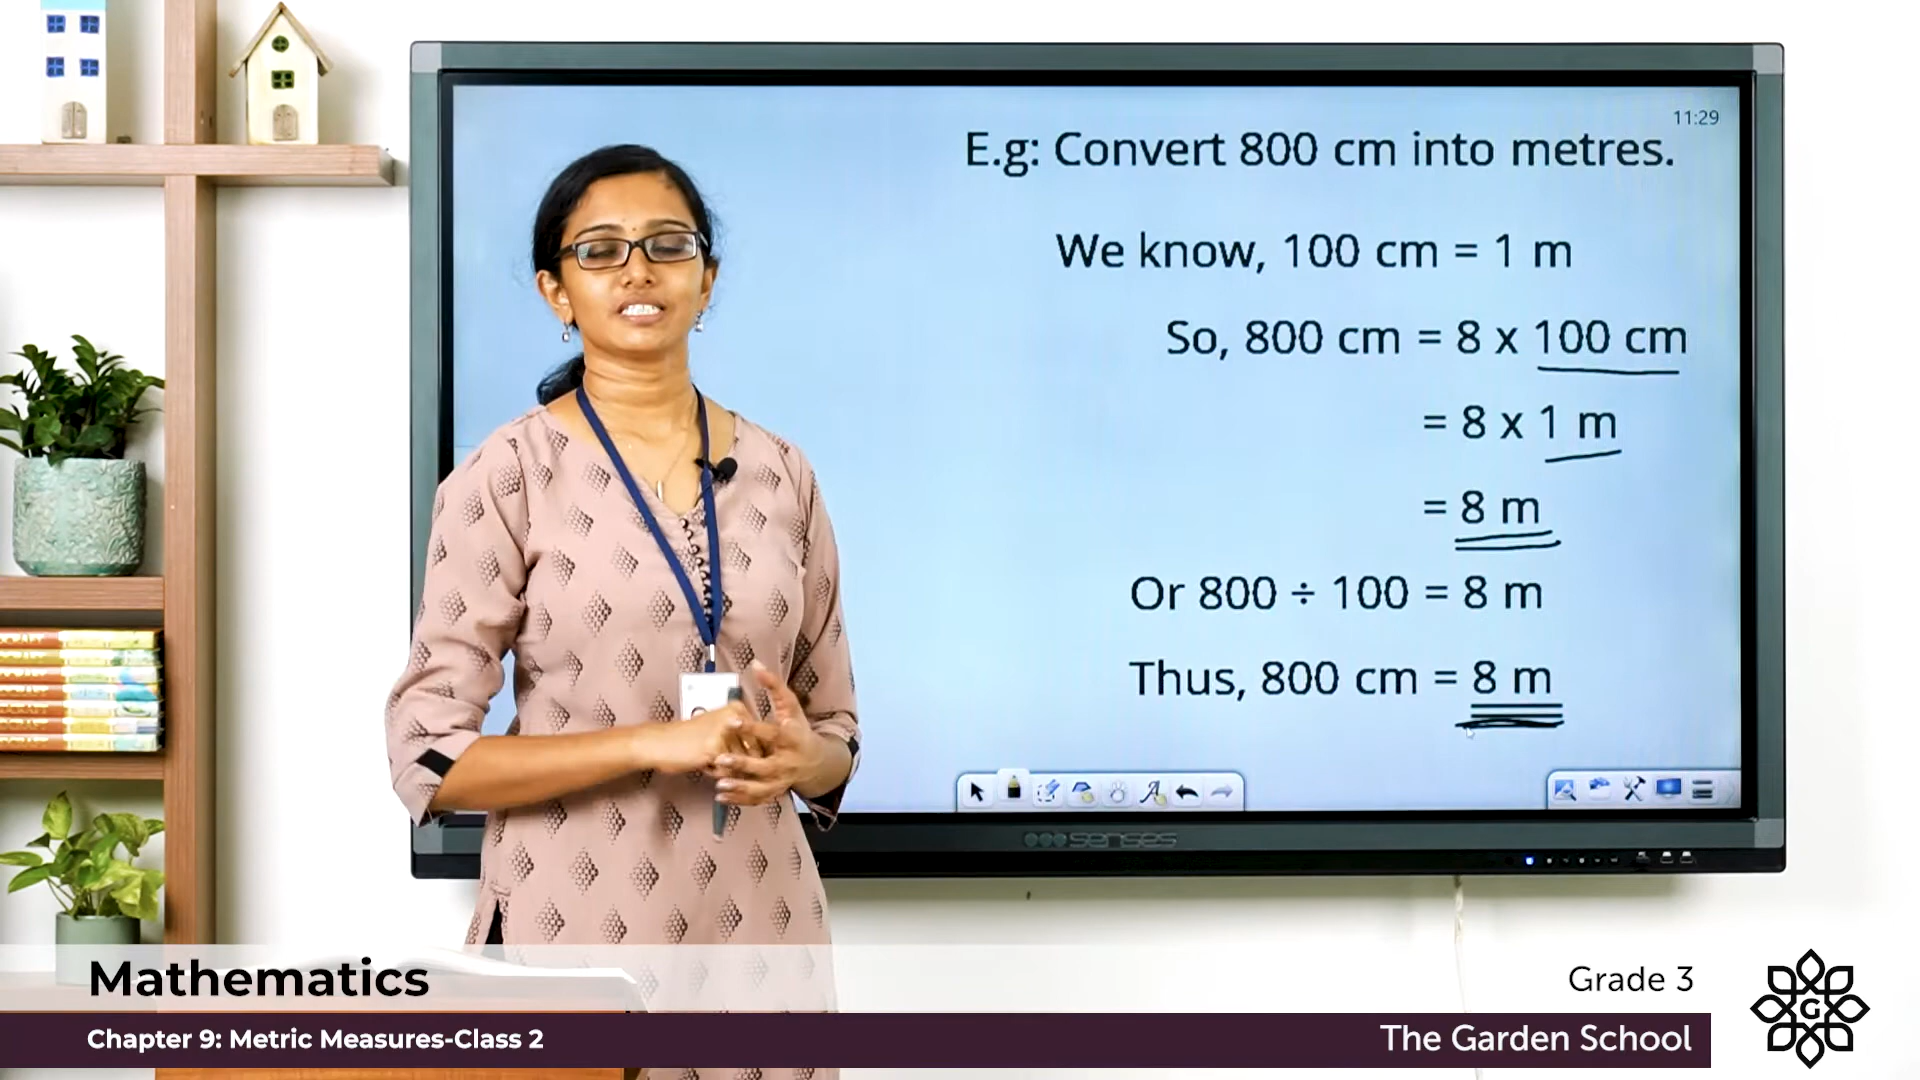 11:29
E.g: Convert 800 cm into metres.
We know, 100 cm = 1 m
So, 800 cm = 8 x 100 cm
= 8 x 1 m
= 8 m
Or 800 ÷ 100 = 8 m
Thus, 800 cm = 8 m
senses
Mathematics
Grade 3
Chapter 9: Metric Measures-Class 2
The Garden School
G